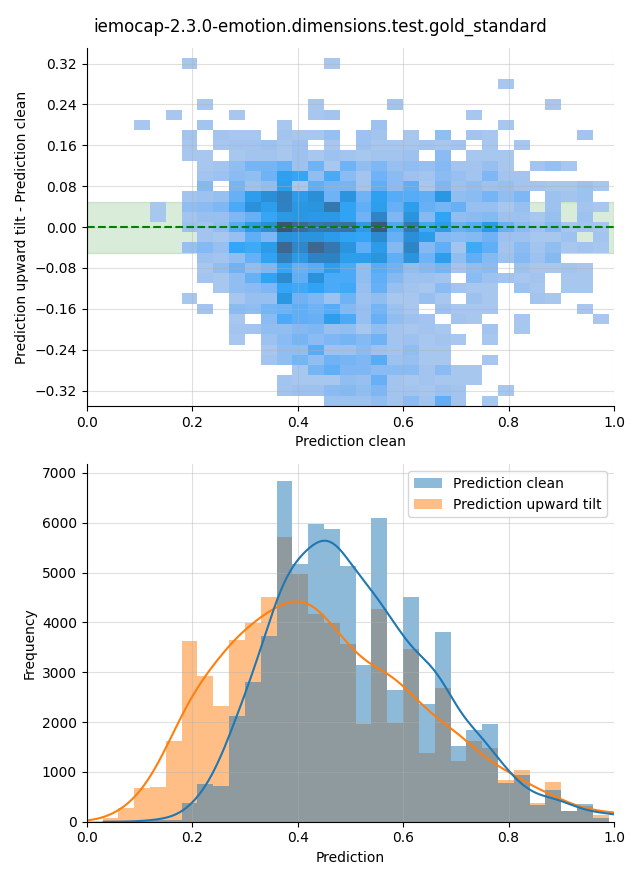 iemocap-2.3.0-emotion.dimensions.test.gold_standard
Prediction upward tilt - Prediction clean
0.32
0.24
0.16
0.08
0.00
−0.08
−0.16
−0.24
−0.32
0.0 0.2 0.4 0.6 0.8 1.0
Prediction clean
Frequency
7000
6000
5000
4000
3000
2000
1000
0
Prediction clean
Prediction upward tilt
0.0 0.2 0.4 0.6 0.8 1.0
Prediction